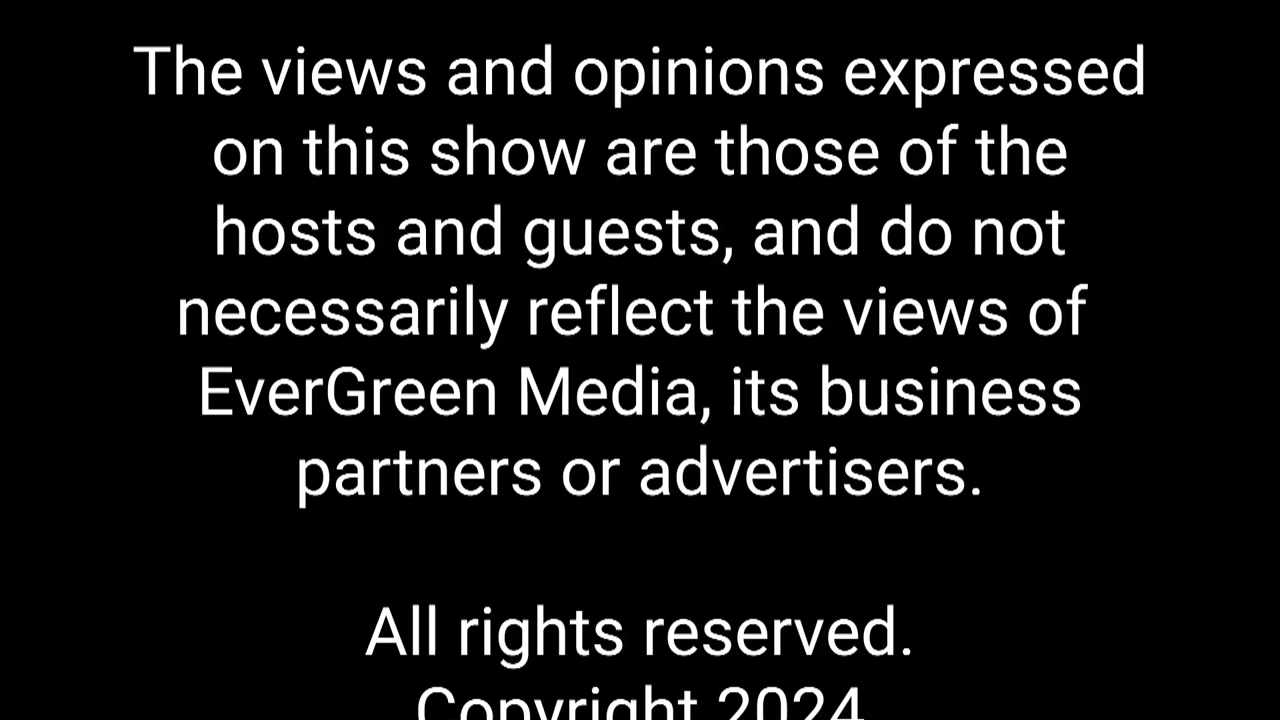 The views and opinions expressed
on this show are those of the
hosts and guests, and do not
necessarily reflect the views of
EverGreen Media, its business
partners or advertisers.
All rights reserved.
Copyright 2024